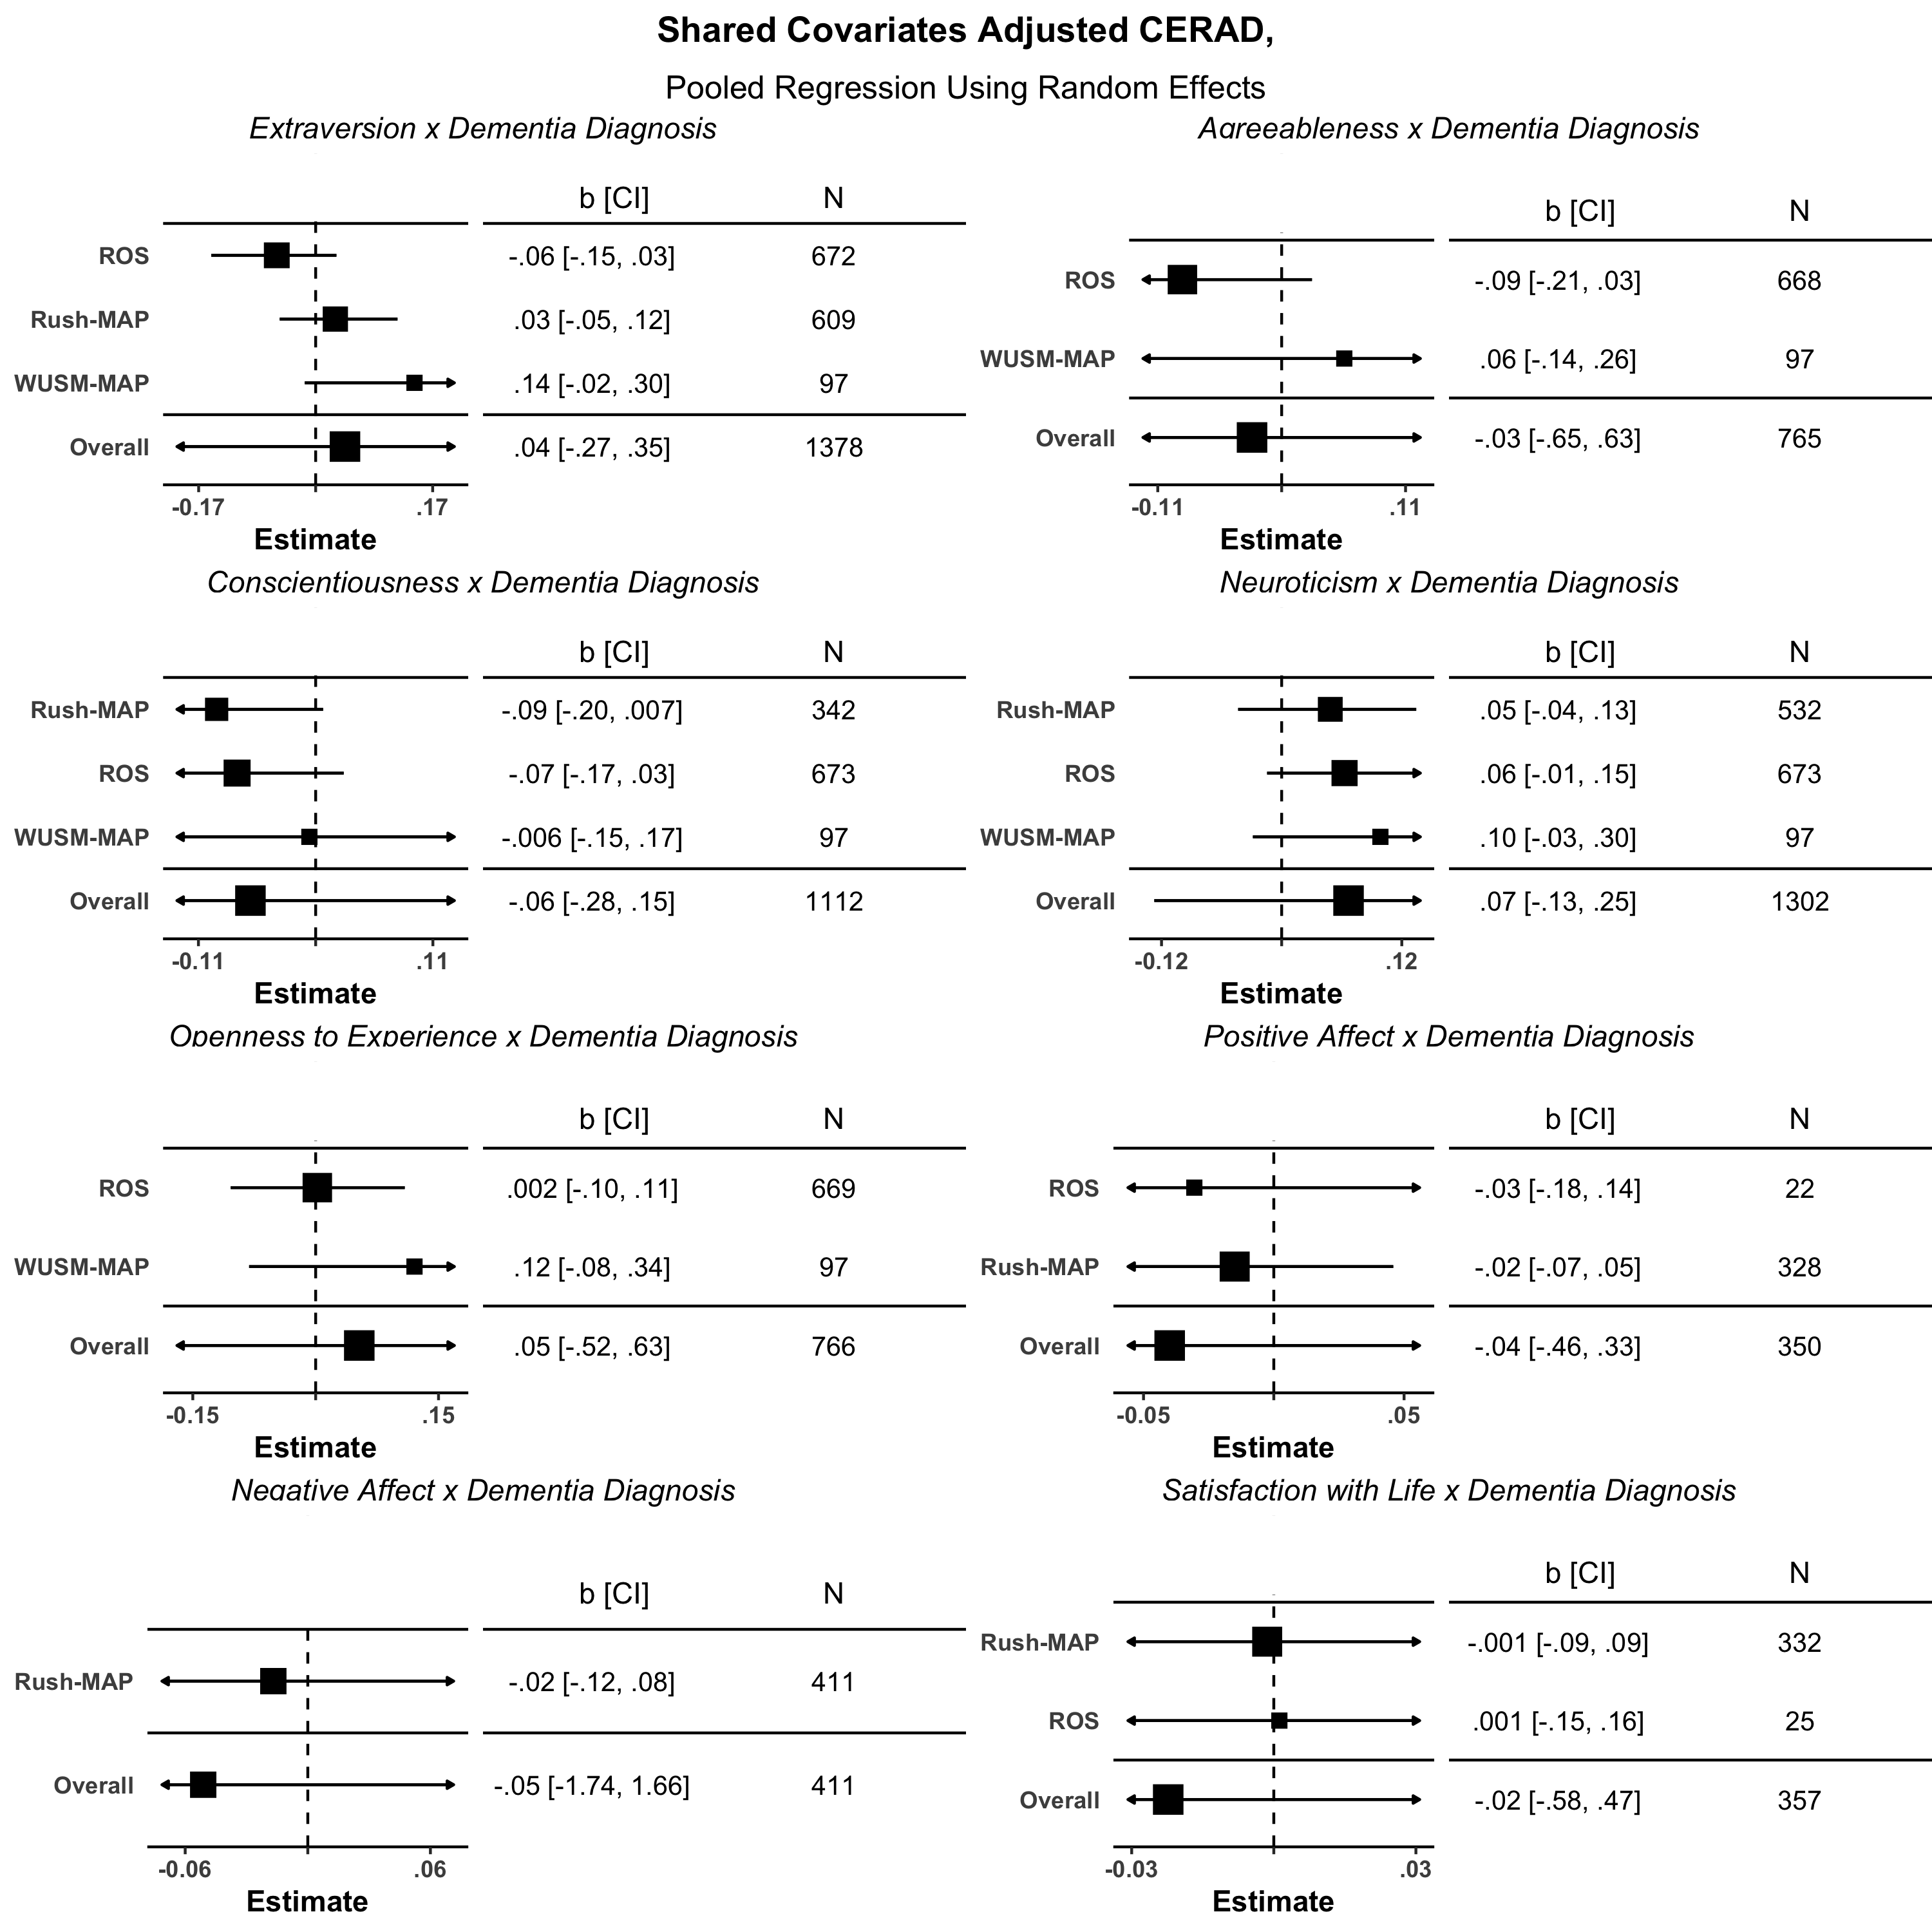 Shared Covariates Adjusted CERAD,
Pooled Regression Using Random Effects
Extraversion x Dementia Diagnosis
b [CI] N
ROS -.06 [-.15, .03] 672
Rush-MAP .03 [-.05, .12] 609
WUSM-MAP .14 [-.02, .30] 97
Overall .04 [-.27, .35] 1378
-0.17 .17
Estimate
Agreeableness x Dementia Diagnosis
b [CI] N
ROS -.09 [-.21, .03] 668
WUSM-MAP .06 [-.14, .26] 97
Overall -.03 [-.65, .63] 765
-0.11 .11
Estimate
Conscientiousness x Dementia Diagnosis
b [CI] N
Rush-MAP -.09 [-.20, .007] 342
ROS -.07 [-.17, .03] 673
WUSM-MAP -.006 [-.15, .17] 97
Overall -.06 [-.28, .15] 1112
-0.11 .11
Estimate
Neuroticism x Dementia Diagnosis
b [CI] N
Rush-MAP .05 [-.04, .13] 532
ROS .06 [-.01, .15] 673
WUSM-MAP .10 [-.03, .30] 97
Overall .07 [-.13, .25] 1302
-0.12 .12
Estimate
Openness to Experience x Dementia Diagnosis
b [CI] N
ROS .002 [-.10, .11] 669
WUSM-MAP .12 [-.08, .34] 97
Overall .05 [-.52, .63] 766
-0.15 .15
Estimate
Positive Affect x Dementia Diagnosis
b [CI] N
ROS -.03 [-.18, .14] 22
Rush-MAP -.02 [-.07, .05] 328
Overall -.04 [-.46, .33] 350
-0.05 .05
Estimate
Negative Affect x Dementia Diagnosis
b [CI] N
Rush-MAP -.02 [-.12, .08] 411
Overall -.05 [-1.74, 1.66] 411
-0.06 .06
Estimate
Satisfaction with Life x Dementia Diagnosis
b [CI] N
Rush-MAP -.001 [-.09, .09] 332
ROS .001 [-.15, .16] 25
Overall -.02 [-.58, .47] 357
-0.03 .03
Estimate